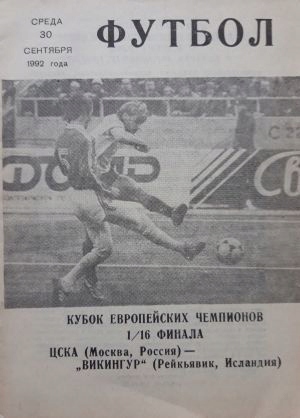 СРЕДА
30
СЕНТЯБРЯ
1992 года
ФУТБОЛ
КУБОК ЕВРОПЕЙСКИХ ЧЕМПИОНОВ
1/16 ФИНАЛА
ЦСКА (Москва, Россия)—
„ВИКИНГУР" (Рейкьявик, Исландия)